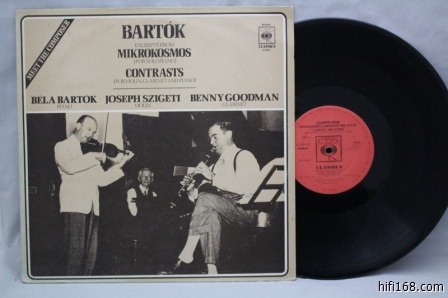 MEET THE COMPOSER
BARTÓK
EXCERPTS FROM
MIKROKOSMOS
(FOR SOLO PIANO)
CONTRASTS
(FOR VIOLIN, CLARINET AND PIANO)
BELA BARTOK JOSEPH SZIGETI BENNY GOODMAN
PIANO VIOLIN CLARINET
CBS
CLASSICS
CBS
CLASSICS
hifi168.com